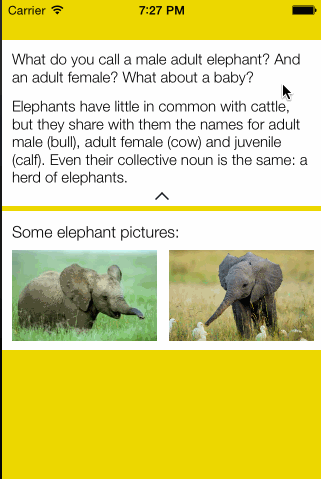 Carrier 7:27 PM
What do you call a male adult elephant? And
an adult female? What about a baby?
Elephants have little in common with cattle,
but they share with them the names for adult
male (bull), adult female (cow) and juvenile
(calf). Even their collective noun is the same: a
herd of elephants.
Some elephant pictures: